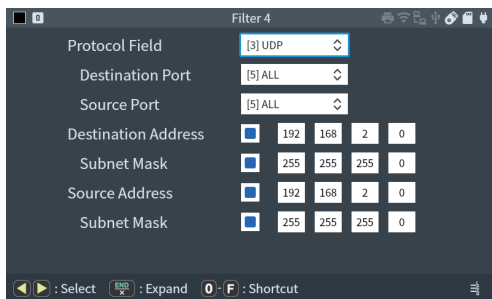 0 Filter 4
Protocol Field [3] UDP
Destination Port [5] ALL
Source Port [5] ALL
Destination Address 192 168 2 0
Subnet Mask 255 255 255 0
Source Address 192 168 2 0
Subnet Mask 255 255 255 0
: Select END × : Expand 0 - F : Shortcut